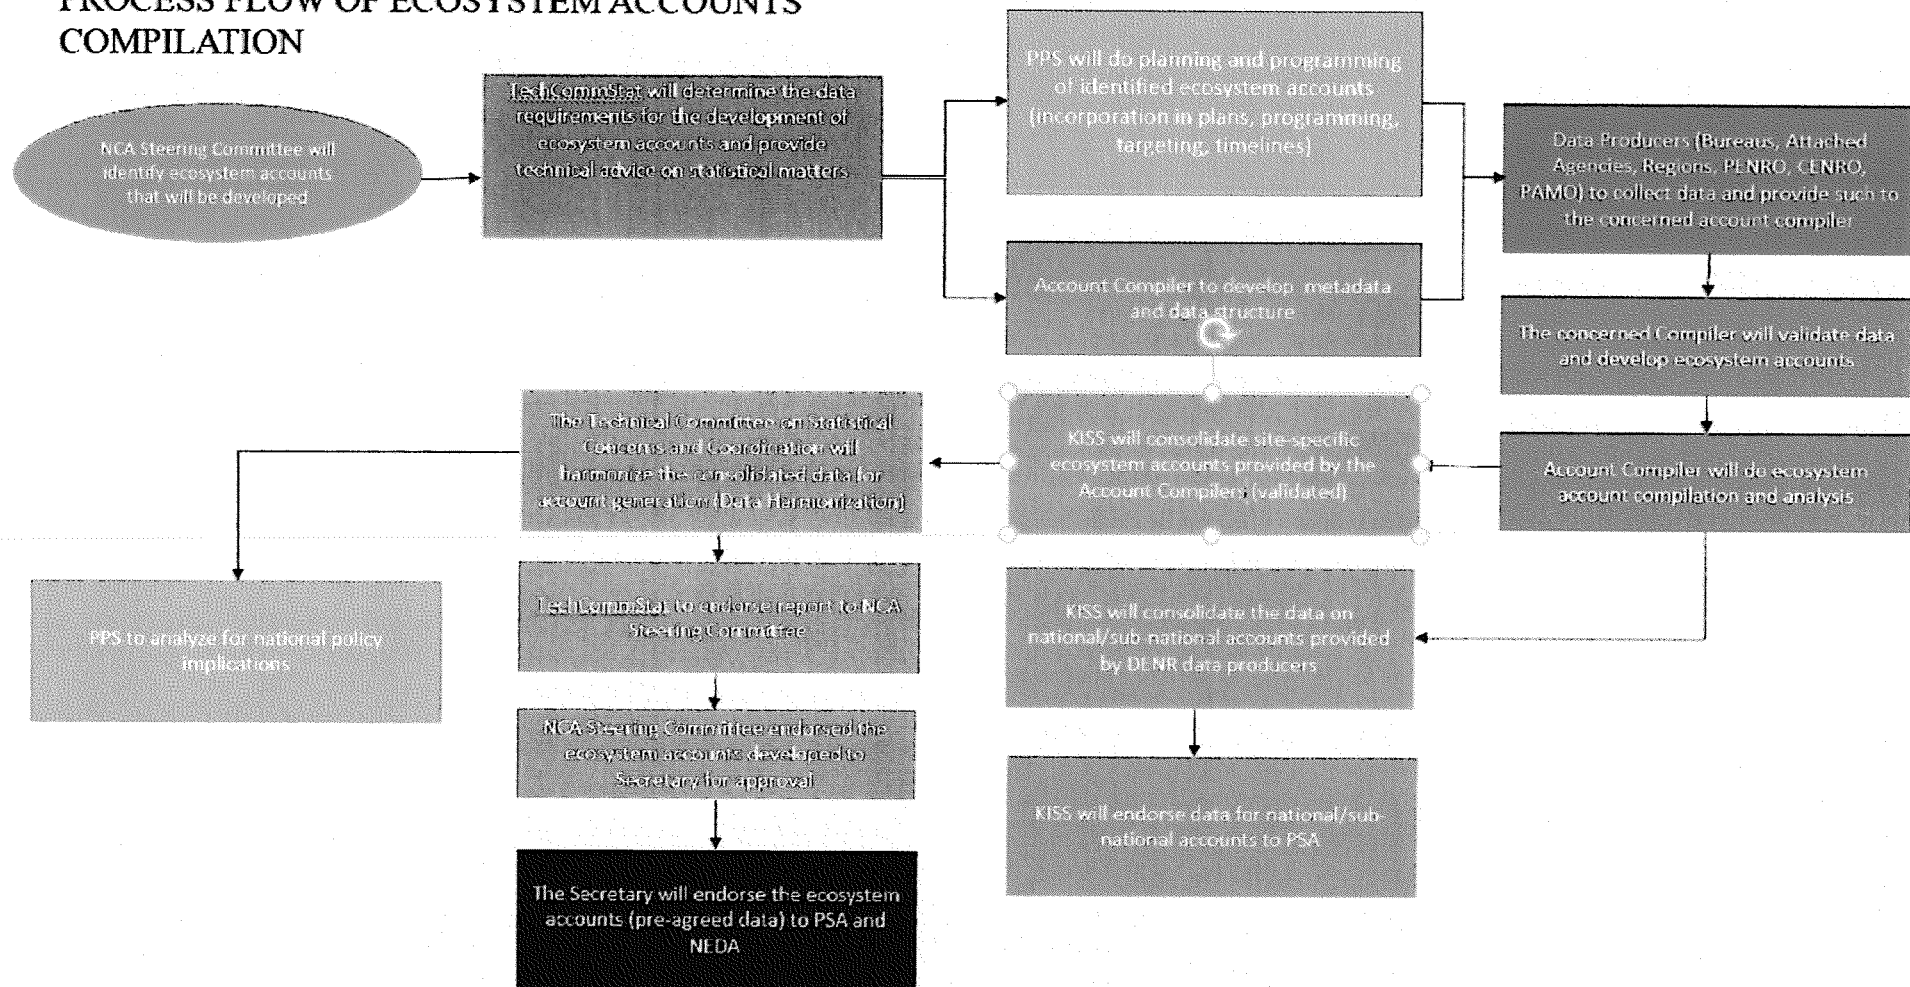 PROCESS FLOW OF ECOSYSTEM ACCOUNTS
COMPILATION
NCA Steering Committee will
identify ecosystem accounts
that will be developed
TechCommStat will determine the data
requirements for the development of
ecosystem accounts and provide
technical advice on statistical matters
PPS will do planning and programming
of identified ecosystem accounts
(incorporation in plans, programming,
targeting, timelines)
Account Compiler to develop metadata
and data structure
Data Producers (Bureaus, Attached
Agencies, Regions, PENRO, CENRO,
PAMO) to collect data and provide such to
the concerned account compiler
The concerned Compiler will validate data
and develop ecosystem accounts
Account Compiler will do ecosystem
account compilation and analysis
KISS will consolidate site-specific
ecosystem accounts provided by the
Account Compilers (validated)
The Technical Committee on Statistical
Concerns and Coordination will
harmonize the consolidated data for
account generation (Data Harmonization)
PPS to analyze for national policy
implications
TechCommStat to endorse report to NCA
Steering Committee
NCA Steering Committee endorsed the
ecosystem accounts developed to
Secretary for approval
The Secretary will endorse the ecosystem
accounts (pre-agreed data) to PSA and
NEDA
KISS will consolidate the data on
national/sub-national accounts provided
by DENR data producers
KISS will endorse data for national/sub-
national accounts to PSA